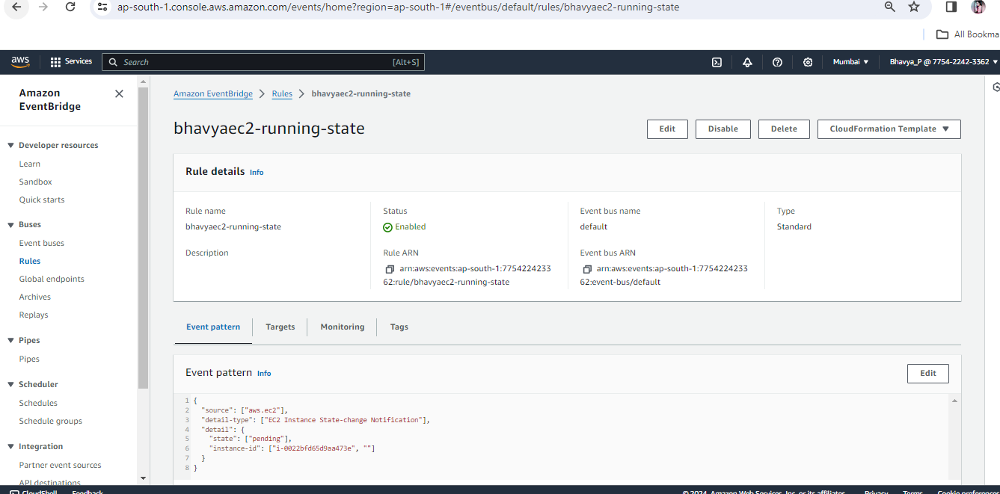 ap-south-1.console.aws.amazon.com/events/home?region=ap-south-1#/eventbus/default/rules/bhavyaec2-running-state
All Bookma
aws
Services
Search
[Alt+S]
Mumbai
Bhavya_P @ 7754-2242-3362
Amazon
EventBridge
Developer resources
Learn
Sandbox
Quick starts
Buses
Event buses
Rules
Global endpoints
Archives
Replays
Pipes
Pipes
Scheduler
Schedules
Schedule groups
Integration
Partner event sources
API destinations
Amazon EventBridge
Rules
bhavyaec2-running-state
bhavyaec2-running-state
Edit
Disable
Delete
CloudFormation Template
Rule details Info
Rule name
bhavyaec2-running-state
Description
Status
Enabled
Rule ARN
arn:aws:events:ap-south-1:7754224233
62:rule/bhavyaec2-running-state
Event bus name
default
Event bus ARN
arn:aws:events:ap-south-1:7754224233
62:event-bus/default
Type
Standard
Event pattern
Targets
Monitoring
Tags
Event pattern Info
Edit
1 {
2 "source": ["aws.ec2"],
3 "detail-type": ["EC2 Instance State-change Notification"],
4 "detail": {
5 "state": ["pending"],
6 "instance-id": ["i-0022bfd65d9aa473e", ""]
7 }
8 }
CloudShell
Feedback
© 2024, Amazon Web Services, Inc. or its affiliates.
Privacy
Terms
Cookie preferences